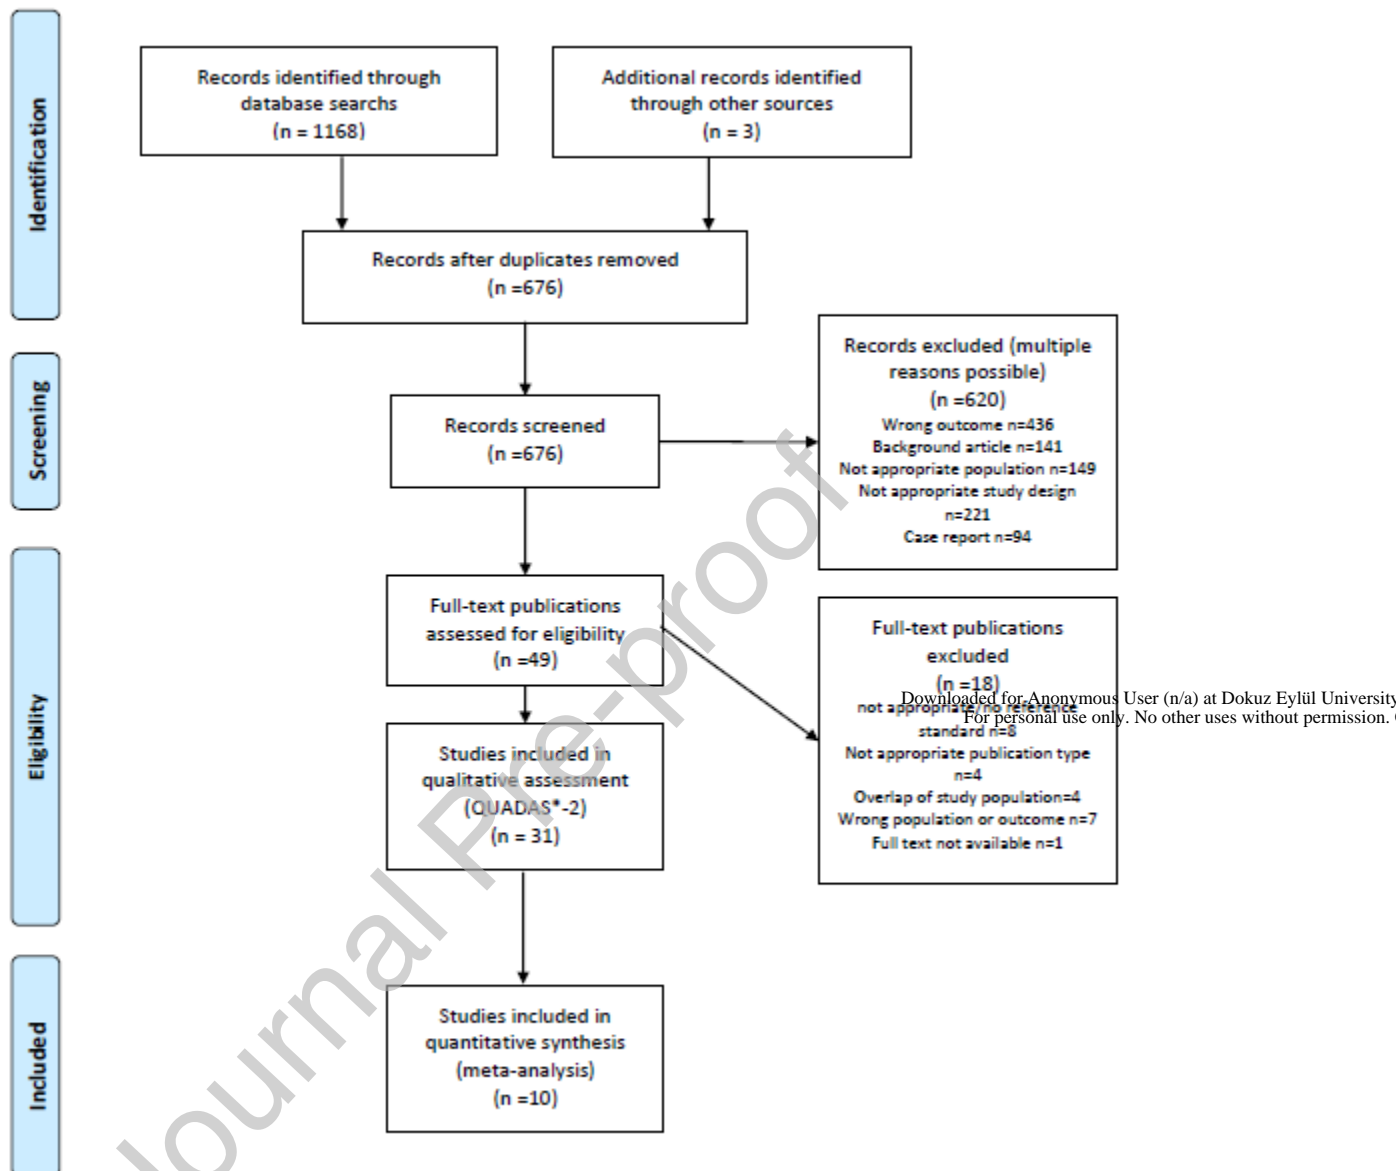 Identification
Records identified through
database searchs
(n = 1168)
Additional records identified
through other sources
(n = 3)
Records after duplicates removed
(n =676)
Screening
Records screened
(n =676)
Records excluded (multiple
reasons possible)
(n =620)
Wrong outcome n=436
Background article n=141
Not appropriate population n=149
Not appropriate study design
n=221
Case report n=94
Eligibility
Full-text publications
assessed for eligibility
(n =49)
Full-text publications
excluded
(n =18)
not appropriate/no reference
standard n=8
Not appropriate publication type
n=4
Overlap of study population=4
Wrong population or outcome n=7
Full text not available n=1
Downloaded for Anonymous User (n/a) at Dokuz Eylül University
For personal use only. No other uses without permission.
Studies included in
qualitative assessment
(QUADAS*-2)
(n = 31)
Included
Studies included in
quantitative synthesis
(meta-analysis)
(n =10)
Journal Pre-proof